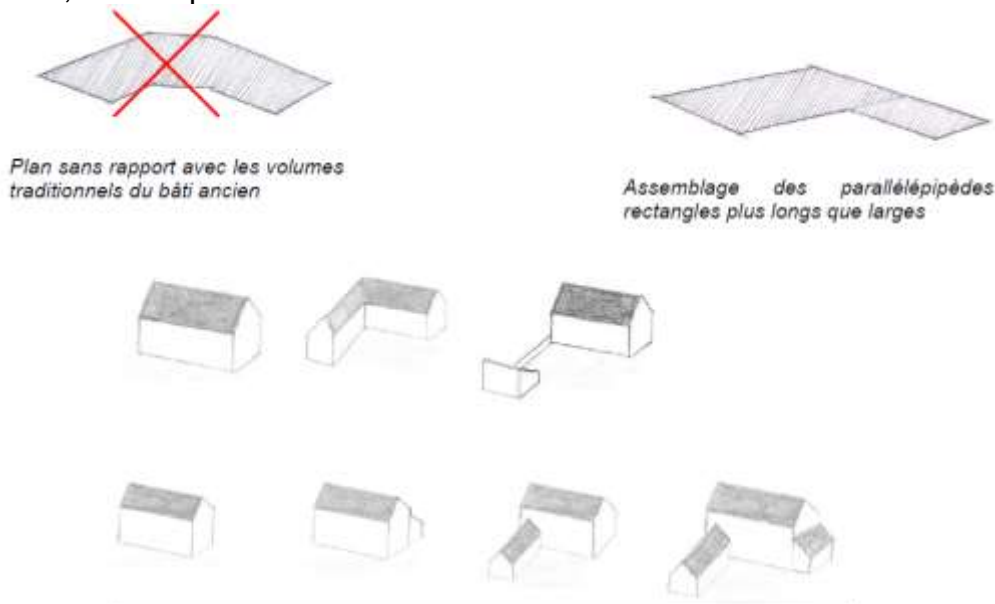 Plan sans rapport avec les volumes
traditionnels du bâti ancien
Assemblage des parallélépipèdes
rectangles plus longs que larges